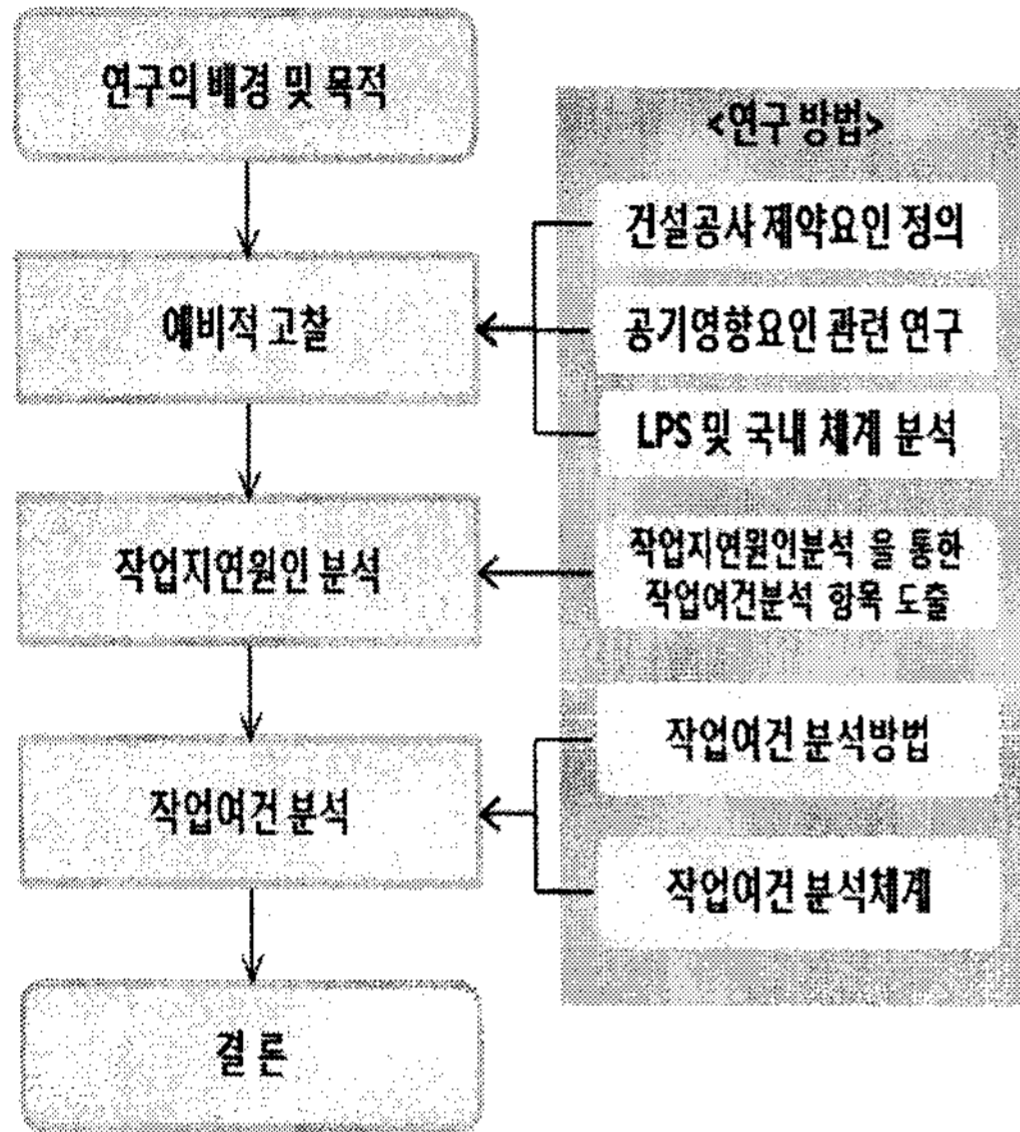 연구의 배경 및 목적
예비적 고찰
작업지연원인 분석
작업여건 분석
결 론
<연구 방법>
건설공사 제약요인 정의
공기영향요인 관련 연구
LPS 및 국내 체계 분석
작업지연원인분석 을 통한
작업여건분석 항목 도출
작업여건 분석방법
작업여건 분석체계